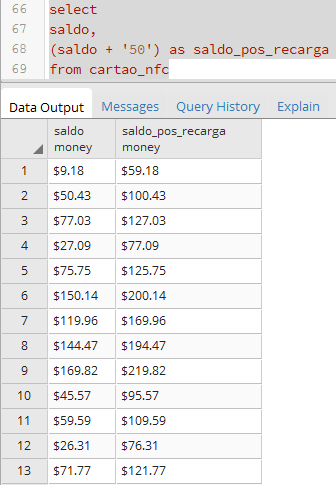 66 select
67 saldo,
68 (saldo + '50') as saldo_pos_recarga
69 from cartao_nfc
Data Output Messages Query History Explain
saldo saldo_pos_recarga
money money
1 $9.18 $59.18
2 $50.43 $100.43
3 $77.03 $127.03
4 $27.09 $77.09
5 $75.75 $125.75
6 $150.14 $200.14
7 $119.96 $169.96
8 $144.47 $194.47
9 $169.82 $219.82
10 $45.57 $95.57
11 $59.59 $109.59
12 $26.31 $76.31
13 $71.77 $121.77